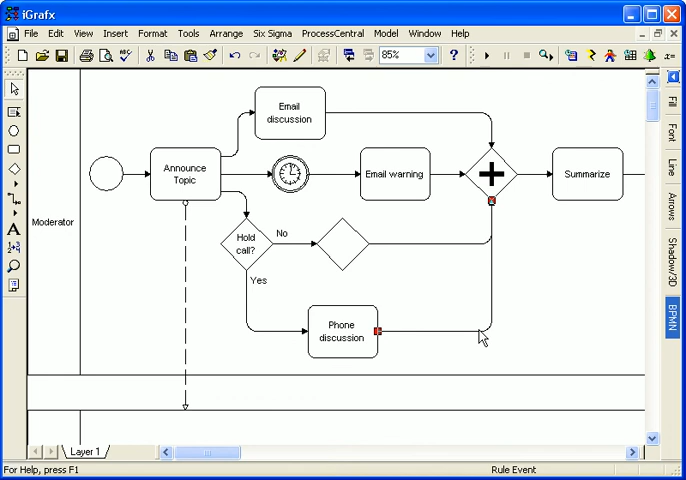 iGrafx
File Edit View Insert Format Tools Arrange Six Sigma ProcessCentral Model Window Help
85%
x=
A
Fill
Font
Line
Arrows
Shadow/3D
BPMN
Moderator
Email
discussion
Announce
Topic
Email warning
Summarize
Hold
call?
No
Yes
Phone
discussion
Layer 1
For Help, press F1
Rule Event